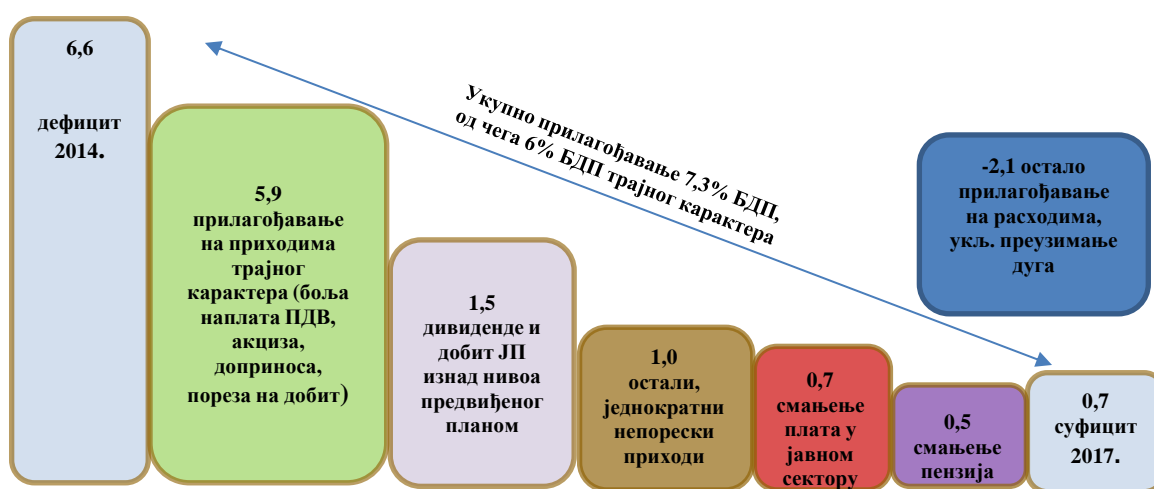 6,6
дефицит
2014.
5,9
прилагођавање
на приходима
трајног
карактера (боља
наплата ПДВ,
акциза,
доприноса,
пореза на добит)
1,5
дивиденде и
добит ЈП
изнад нивоа
предвиђеног
планом
1,0
остали,
једнократни
непорески
приходи
0,7
смањење
плата у
јавном
сектору
0,5
смањење
пензија
0,7
суфицит
2017.
Укупно прилагођавање 7,3% БДП,
од чега 6% БДП трајног карактера
-2,1 остало
прилагођавање
на расходима,
укљ. преузимање
дуга